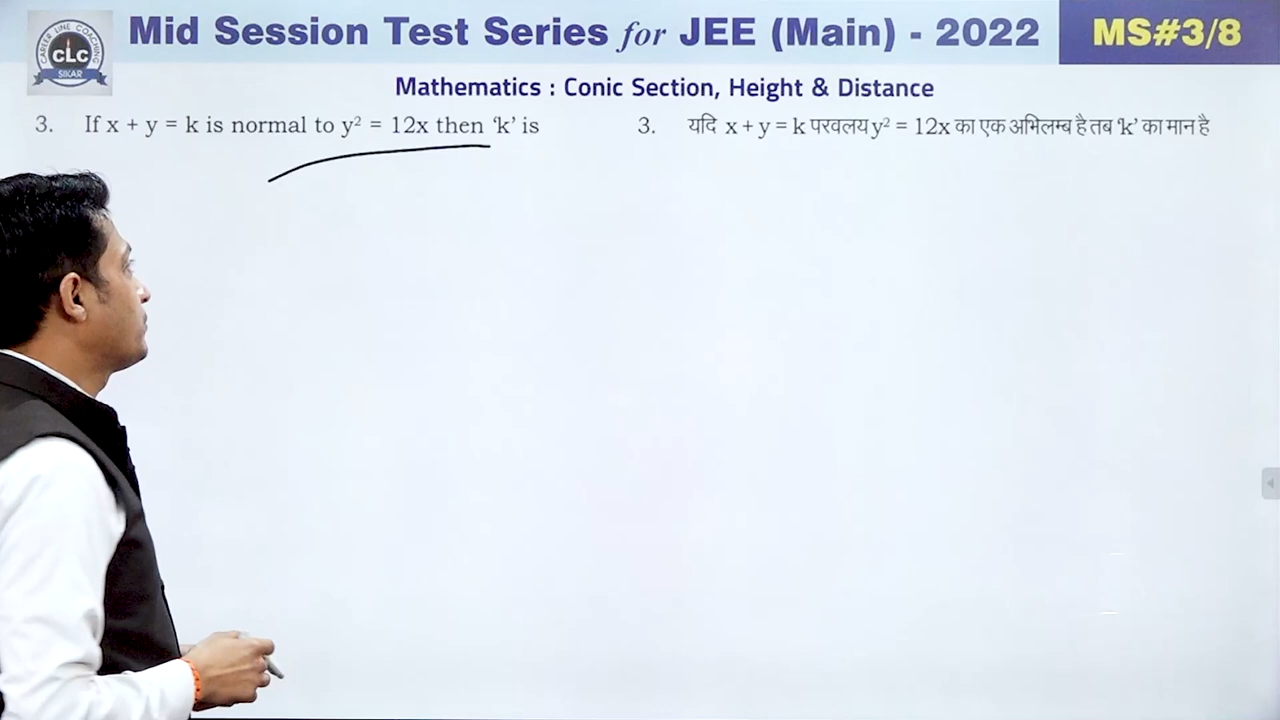 CAREER LINE COACHING
CLC
SIKAR
Mid Session Test Series for JEE (Main) - 2022
MS#3/8
Mathematics : Conic Section, Height & Distance
3. If x + y = k is normal to y² = 12x then ‘k’ is
3. यदि x + y = k परवलय y² = 12x का एक अभिलम्ब है तब ‘k’ का मान है